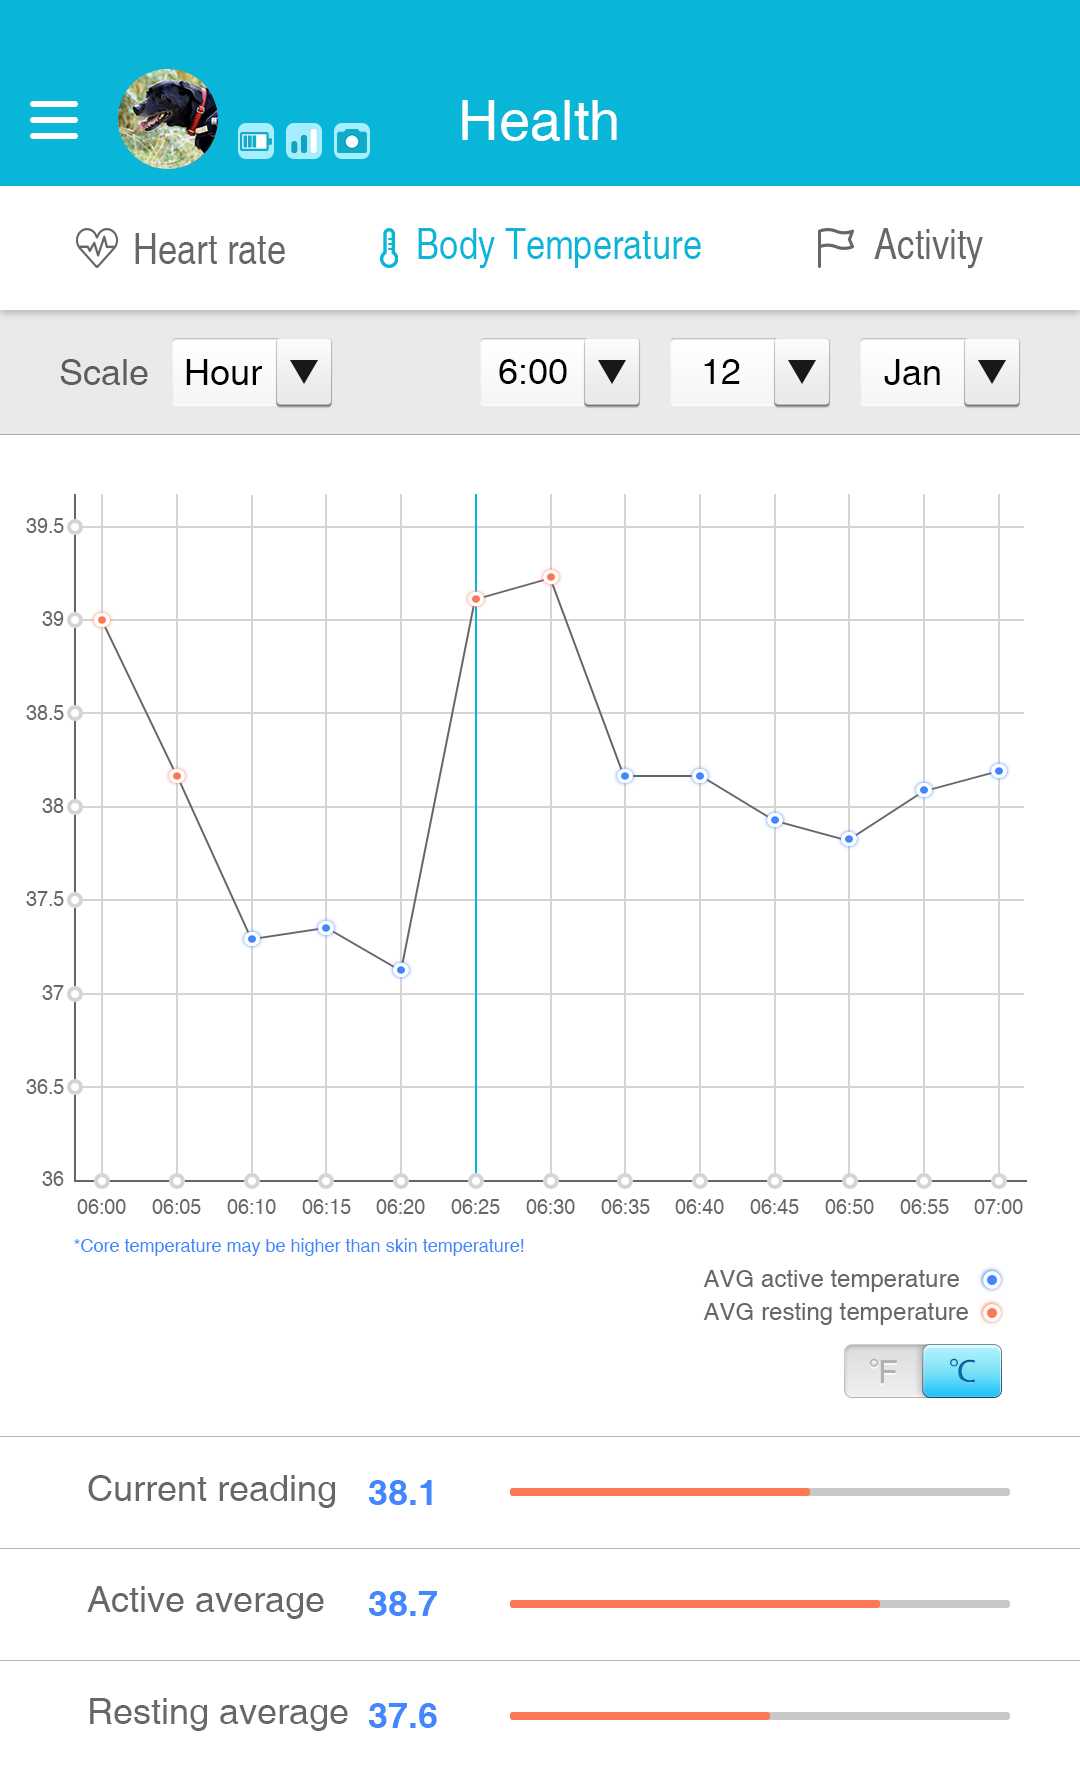 Health
Heart rate Body Temperature Activity
Scale Hour 6:00 12 Jan
39.5
39
38.5
38
37.5
37
36.5
36
06:00 06:05 06:10 06:15 06:20 06:25 06:30 06:35 06:40 06:45 06:50 06:55 07:00
*Core temperature may be higher than skin temperature!
AVG active temperature
AVG resting temperature
°F °C
Current reading 38.1
Active average 38.7
Resting average 37.6